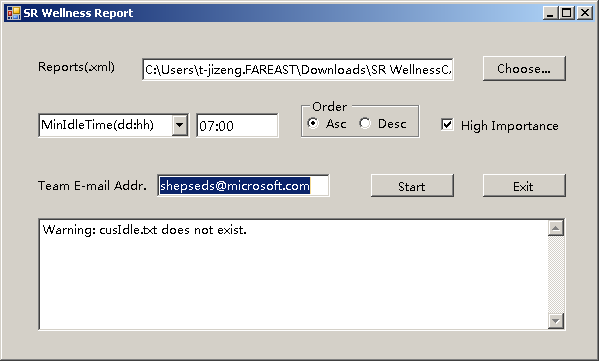 SR Wellness Report
Reports(.xml) C:\Users\t-jizeng.FAREAST\Downloads\SR WellnessC. Choose...
Order
MinIdleTime(dd:hh) 07:00 Asc Desc High Importance
Team E-mail Addr. shepseds@microsoft.com Start Exit
Warning: cusIdle.txt does not exist.